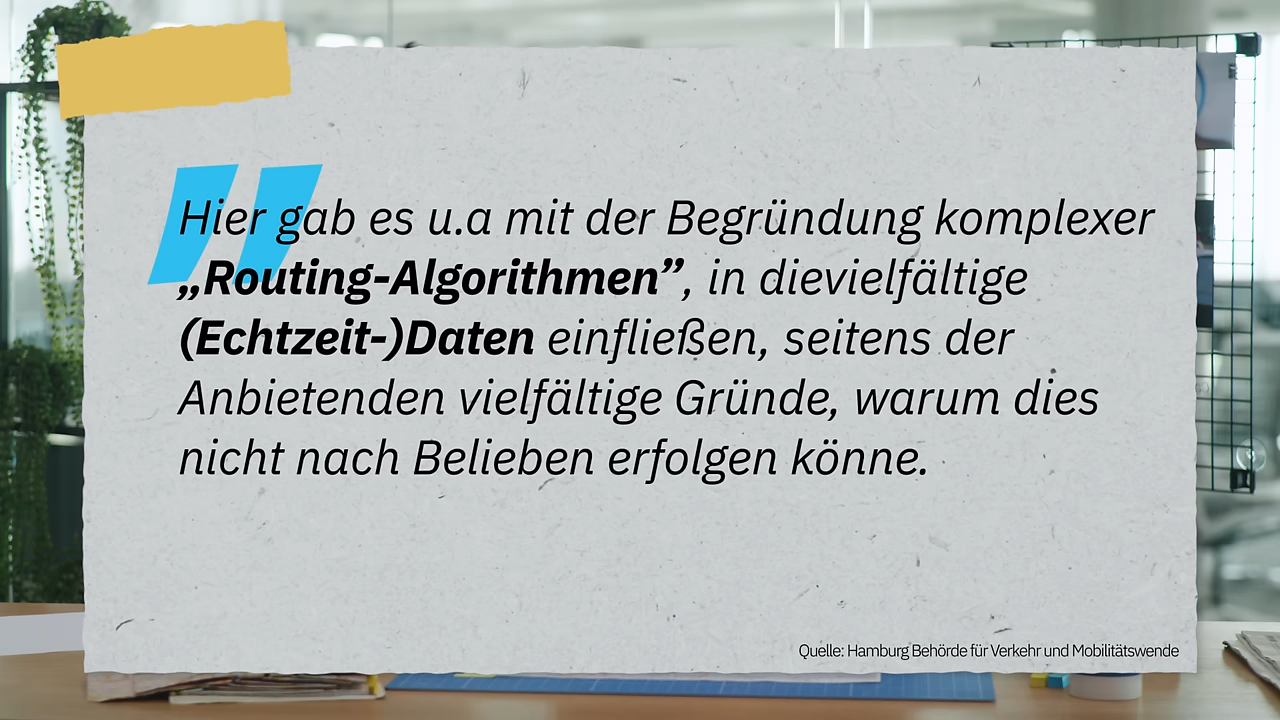 Hier gab es u.a mit der Begründung komplexer
„Routing-Algorithmen”, in dievielfältige
(Echtzeit-)Daten einfließen, seitens der
Anbietenden vielfältige Gründe, warum dies
nicht nach Belieben erfolgen könne.
Quelle: Hamburg Behörde für Verkehr und Mobilitätswende